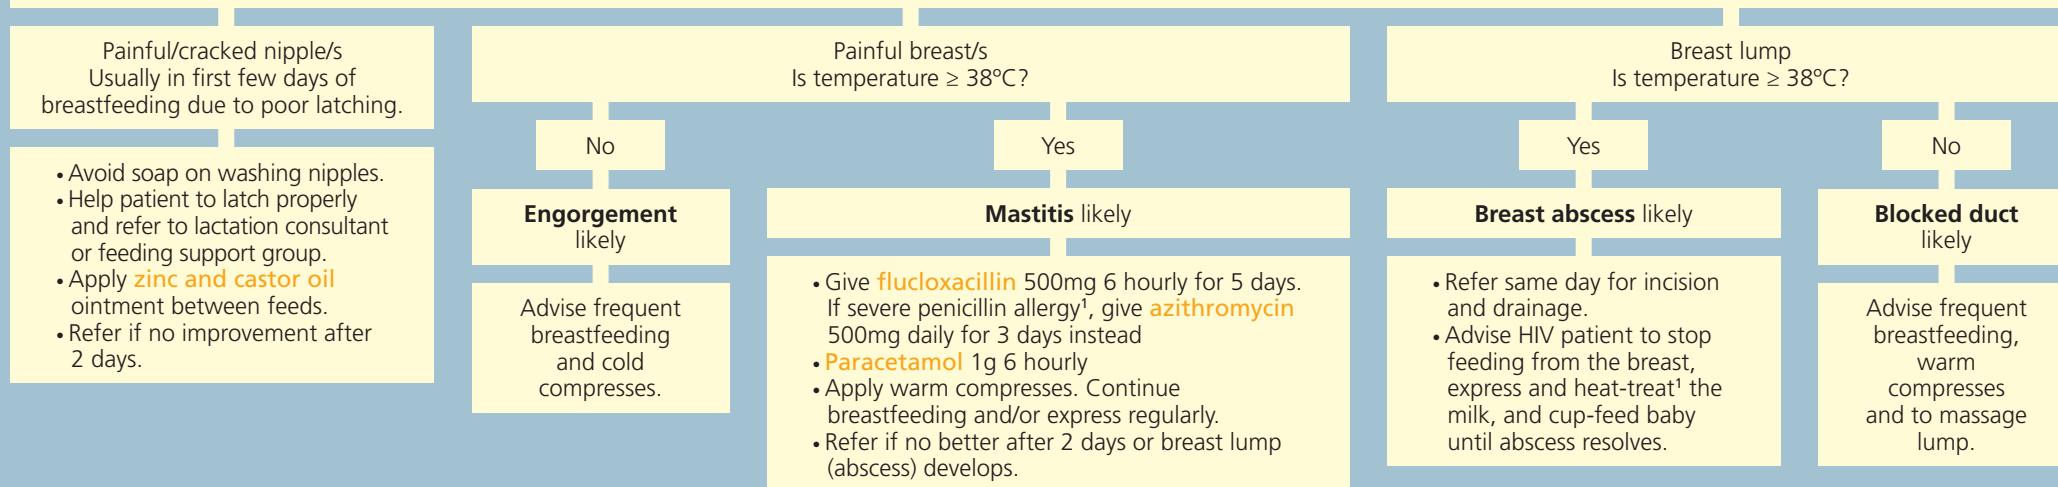 Painful/cracked nipple/s
Usually in first few days of
breastfeeding due to poor latching.
• Avoid soap on washing nipples.
• Help patient to latch properly
and refer to lactation consultant
or feeding support group.
• Apply zinc and castor oil
ointment between feeds.
• Refer if no improvement after
2 days.
Painful breast/s
Is temperature ≥ 38ºC?
No
Engorgement
likely
Advise frequent
breastfeeding
and cold
compresses.
Yes
Mastitis likely
• Give flucloxacillin 500mg 6 hourly for 5 days.
If severe penicillin allergy¹, give azithromycin
500mg daily for 3 days instead
• Paracetamol 1g 6 hourly
• Apply warm compresses. Continue
breastfeeding and/or express regularly.
• Refer if no better after 2 days or breast lump
(abscess) develops.
Breast lump
Is temperature ≥ 38ºC?
Yes
Breast abscess likely
• Refer same day for incision
and drainage.
• Advise HIV patient to stop
feeding from the breast,
express and heat-treat¹ the
milk, and cup-feed baby
until abscess resolves.
No
Blocked duct
likely
Advise frequent
breastfeeding,
warm
compresses
and to massage
lump.